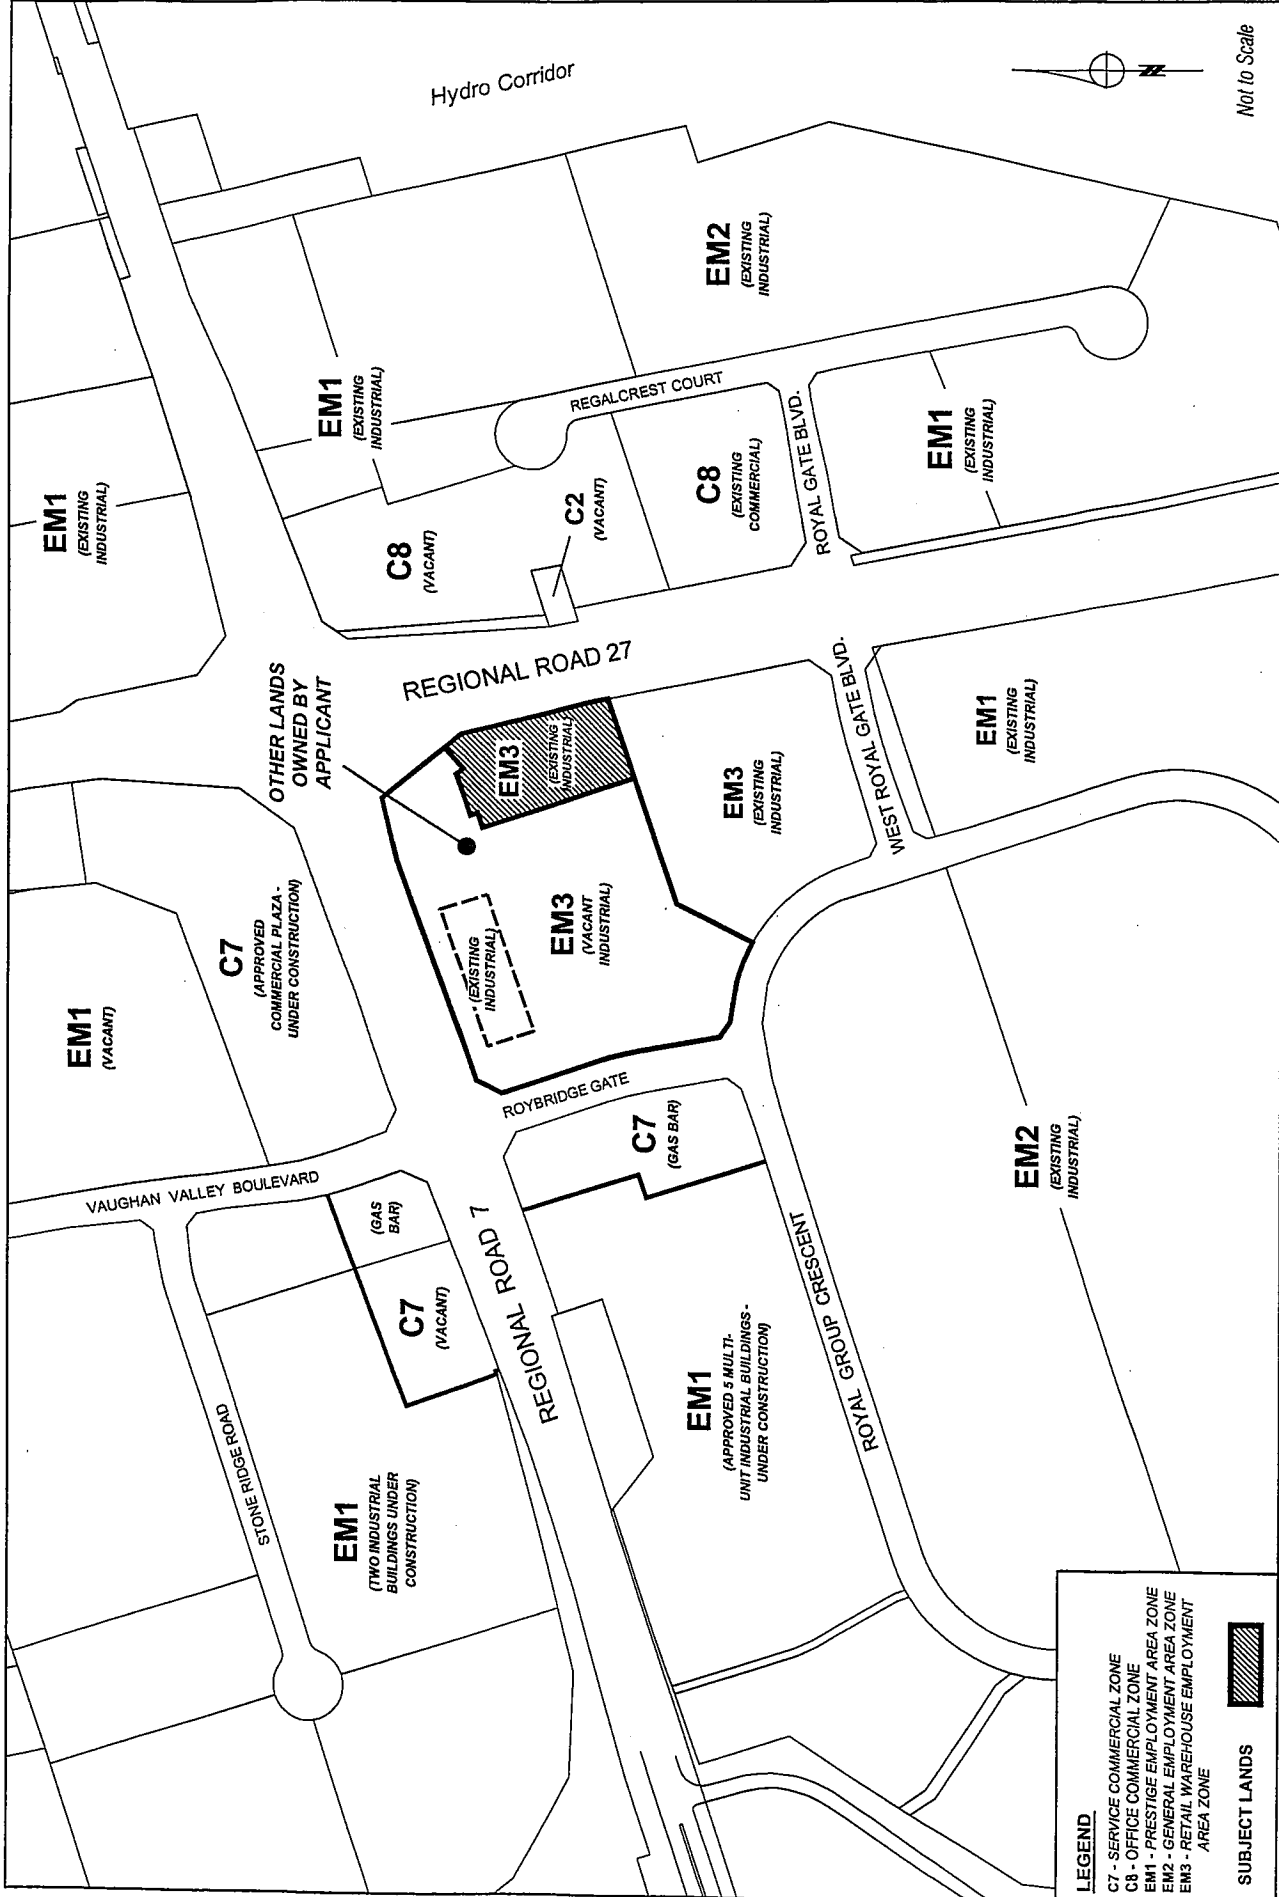 Hydro Corridor
Not to Scale
EM1
(EXISTING
INDUSTRIAL)
EM1
(EXISTING
INDUSTRIAL)
EM2
(EXISTING
INDUSTRIAL)
REGALCREST COURT
C8
(VACANT)
C2
(VACANT)
C8
(EXISTING
COMMERCIAL)
ROYAL GATE BLVD.
EM1
(EXISTING
INDUSTRIAL)
REGIONAL ROAD 27
OTHER LANDS
OWNED BY
APPLICANT
EM3
(EXISTING
INDUSTRIAL)
EM3
(EXISTING
INDUSTRIAL)
WEST ROYAL GATE BLVD.
EM1
(EXISTING
INDUSTRIAL)
EM1
(VACANT)
C7
(APPROVED
COMMERCIAL PLAZA -
UNDER CONSTRUCTION)
(EXISTING
INDUSTRIAL)
EM3
(VACANT
INDUSTRIAL)
VAUGHAN VALLEY BOULEVARD
ROYBRIDGE GATE
(GAS
BAR)
C7
(GAS BAR)
C7
(VACANT)
REGIONAL ROAD 7
EM2
(EXISTING
INDUSTRIAL)
STONE RIDGE ROAD
EM1
(TWO INDUSTRIAL
BUILDINGS UNDER
CONSTRUCTION)
EM1
(APPROVED 5 MULTI-
UNIT INDUSTRIAL BUILDINGS -
UNDER CONSTRUCTION)
ROYAL GROUP CRESCENT
LEGEND
C7 - SERVICE COMMERCIAL ZONE
C8 - OFFICE COMMERCIAL ZONE
EM1 - PRESTIGE EMPLOYMENT AREA ZONE
EM2 - GENERAL EMPLOYMENT AREA ZONE
EM3 - RETAIL WAREHOUSE EMPLOYMENT
AREA ZONE
SUBJECT LANDS